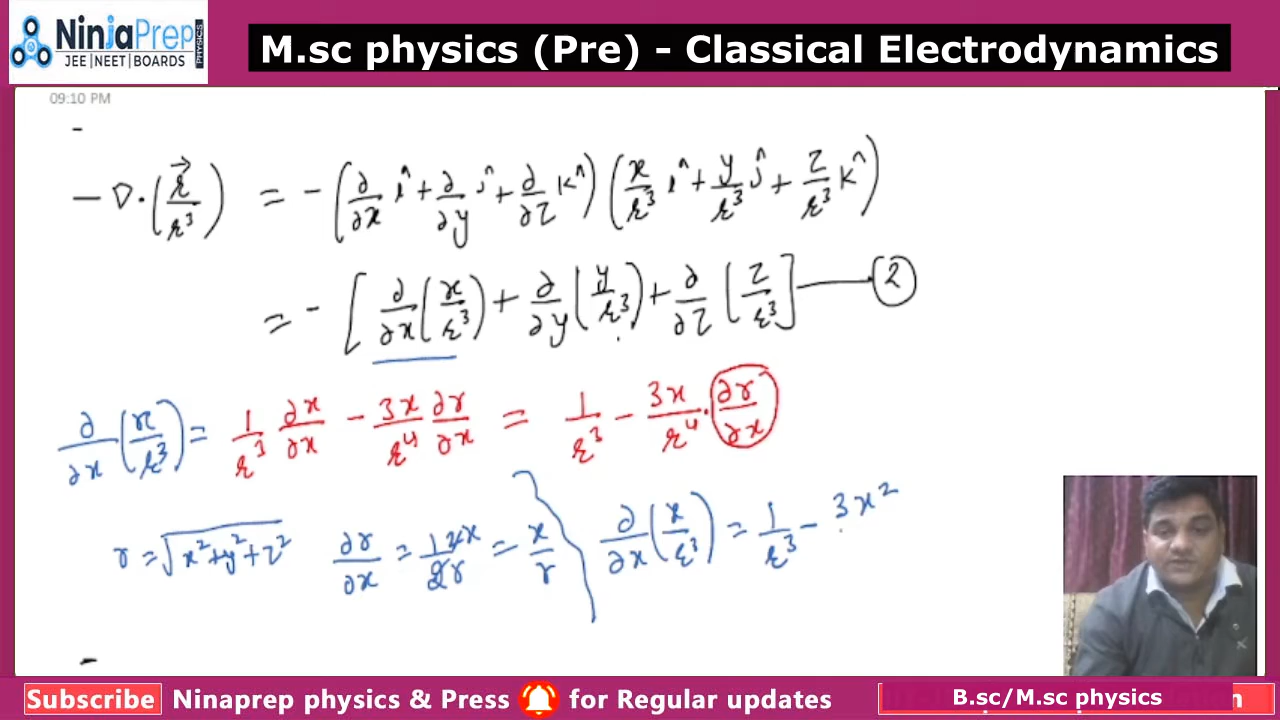 NinjaPrep PHYSICS
JEE | NEET | BOARDS
M.sc physics (Pre) - Classical Electrodynamics
09:10 PM
-
− ∇·(r⃗/r³) = −(∂/∂x î + ∂/∂y ĵ + ∂/∂z k̂)(x/r³ î + y/r³ ĵ + z/r³ k̂)
= −[∂/∂x(x/r³) + ∂/∂y(y/r³) + ∂/∂z(z/r³] —— ②
∂/∂x(x/r³) = 1/r³ ∂x/∂x − 3x/r⁴ ∂r/∂x = 1/r³ − 3x/r⁴ · ∂r/∂x
r = √(x²+y²+z²) ∂r/∂x = 1·2x/2r = x/r ∂/∂x(x/r³) = 1/r³ − 3x²
-
Subscribe Ninaprep physics & Press for Regular updates B.sc/M.sc physics